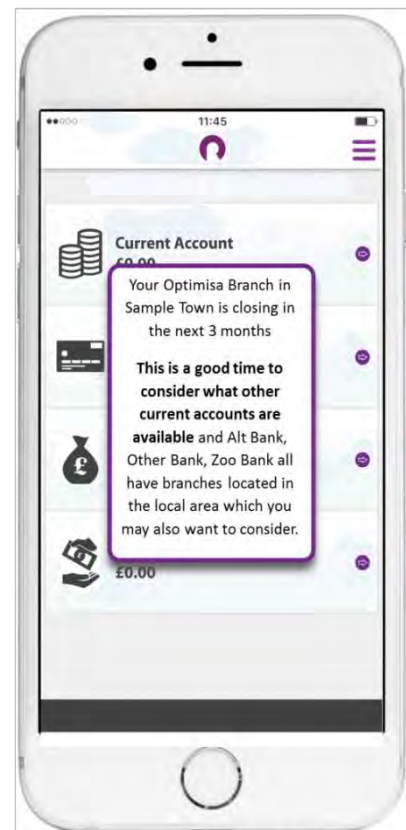 11:45
Current Account
£0.00
Your Optimisa Branch in
Sample Town is closing in
the next 3 months
This is a good time to
consider what other
current accounts are
available and Alt Bank,
Other Bank, Zoo Bank all
have branches located in
the local area which you
may also want to consider.
£
£0.00